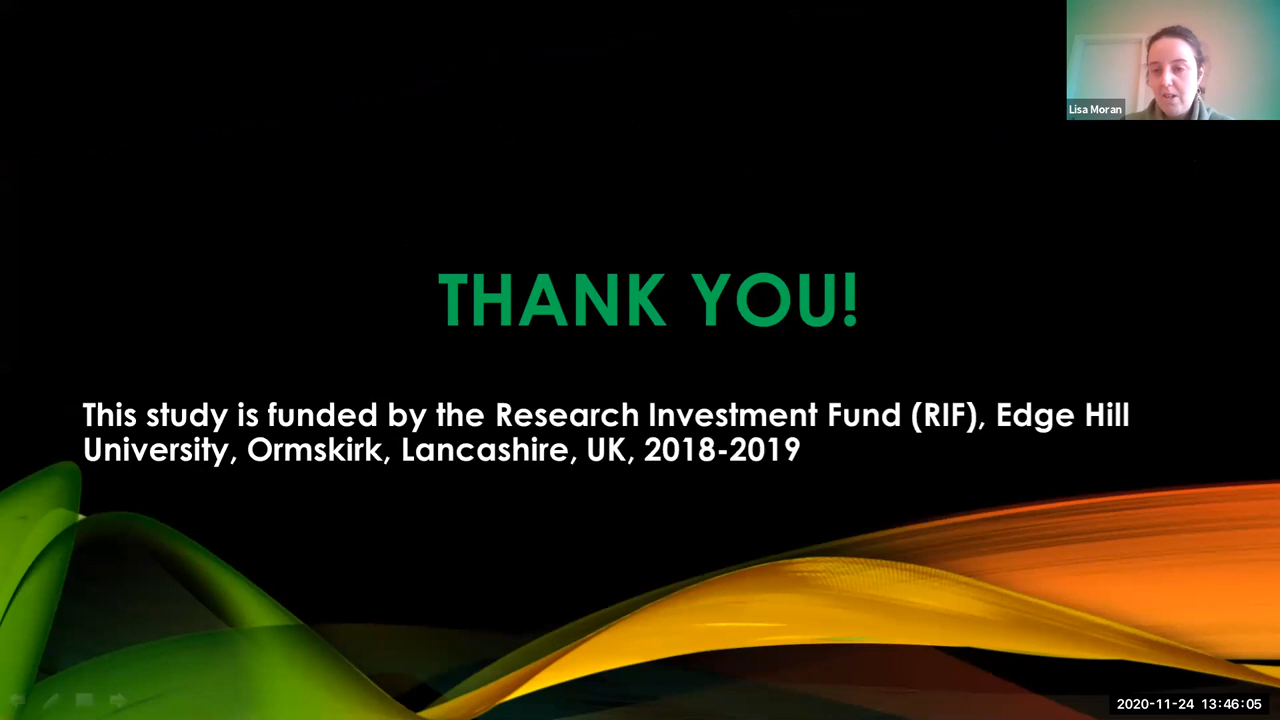 Lisa Moran
THANK YOU!
This study is funded by the Research Investment Fund (RIF), Edge Hill
University, Ormskirk, Lancashire, UK, 2018-2019
2020-11-24 13:46:05